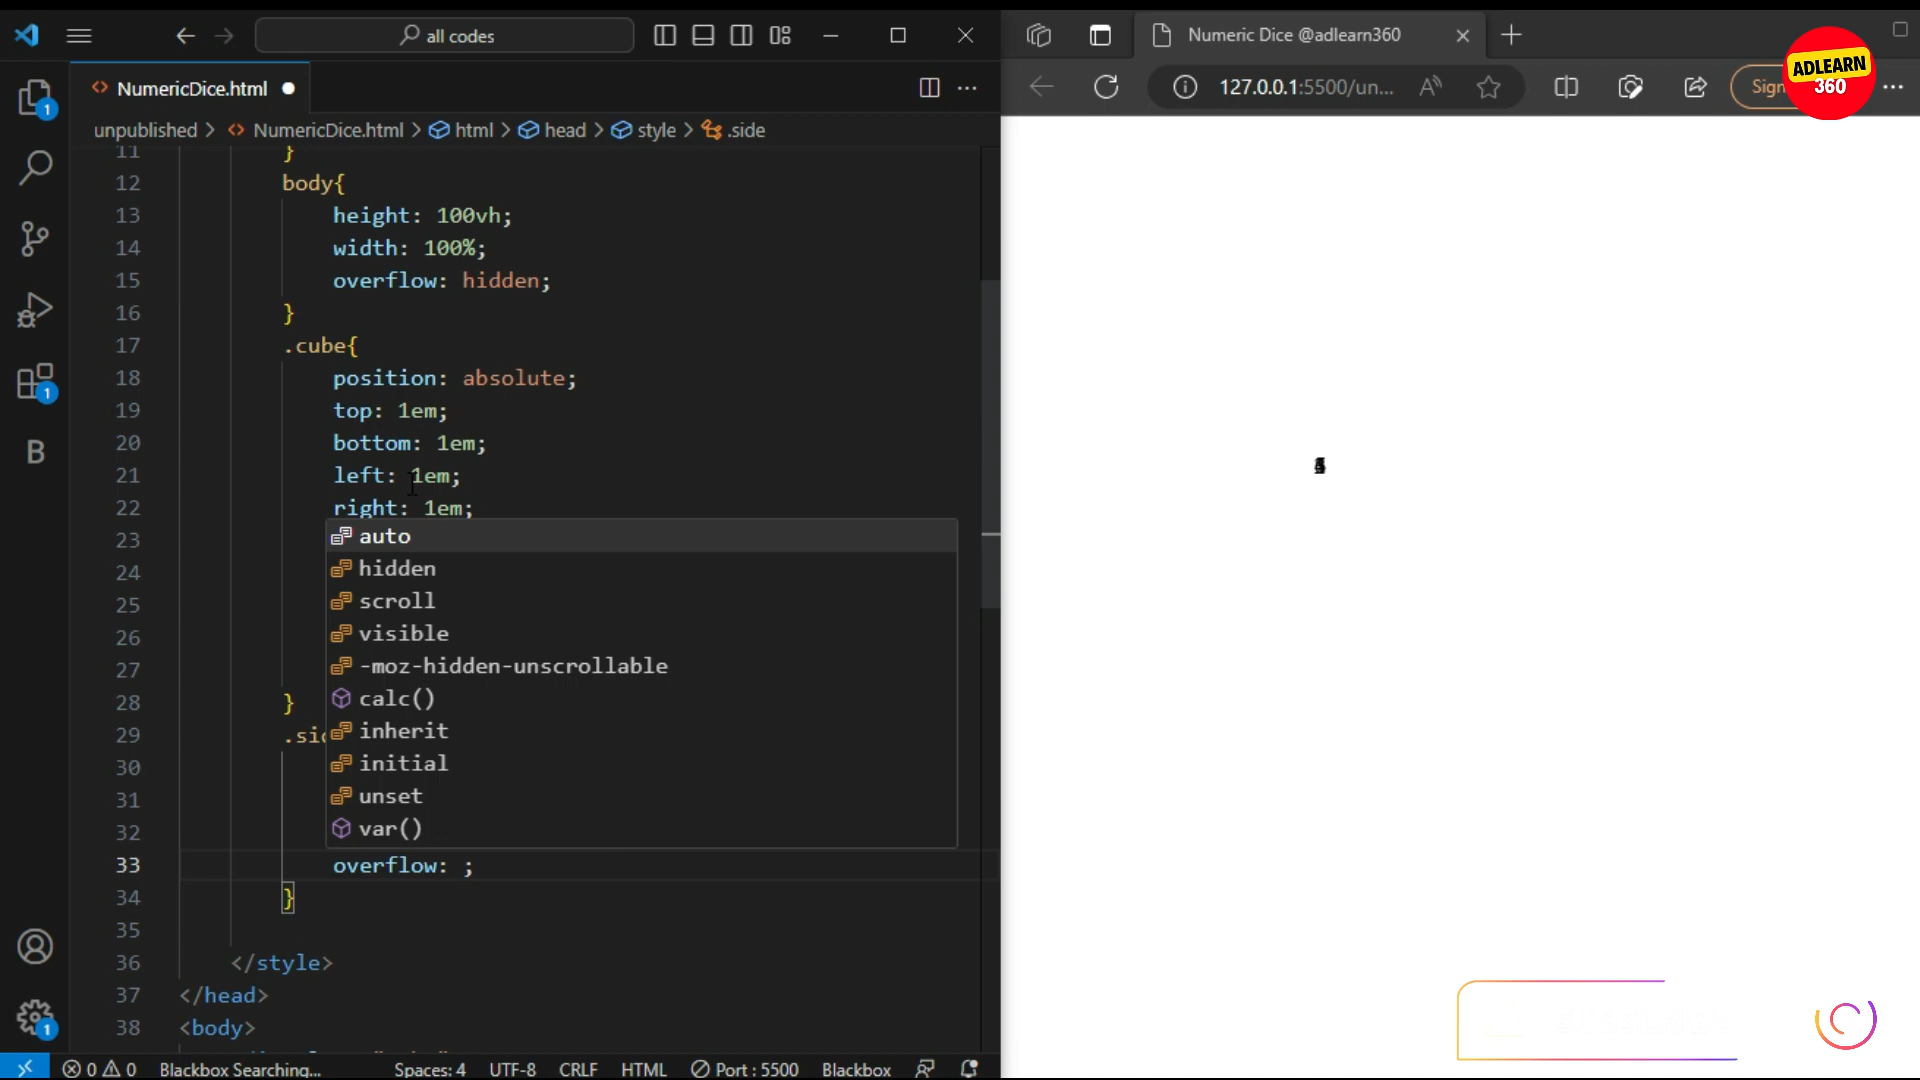 all codes
Numeric Dice @adlearn360
ADLEARN
360
NumericDice.html
127.0.0.1:5500/un...
unpublished > NumericDice.html > html > head > style > .side
11 }
12 body{
13 height: 100vh;
14 width: 100%;
15 overflow: hidden;
16 }
17 .cube{
18 position: absolute;
19 top: 1em;
20 bottom: 1em;
21 left: 1em;
22 right: 1em;
23 auto
24 hidden
25 scroll
26 visible
27 -moz-hidden-unscrollable
28 } calc()
29 .sid inherit
30 initial
31 unset
32 var()
33 overflow: ;
34 }
35
36 </style>
37 </head>
38 <body>
0 0 Blackbox Searching... Spaces: 4 UTF-8 CRLF HTML Port : 5500 Blackbox